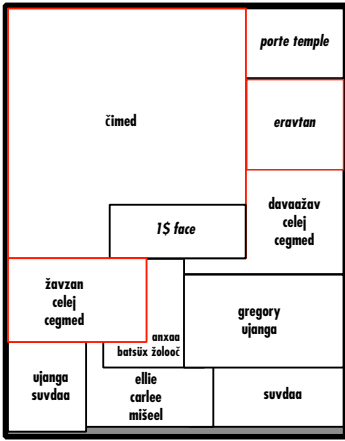 porte temple
čimed
eravtan
davaažav
celej
cegmed
1$ face
žavzan
celej
cegmed
anxaa
batsüx žolooč
gregory
ujanga
ujanga
suvdaa
ellie
carlee
mišeel
suvdaa